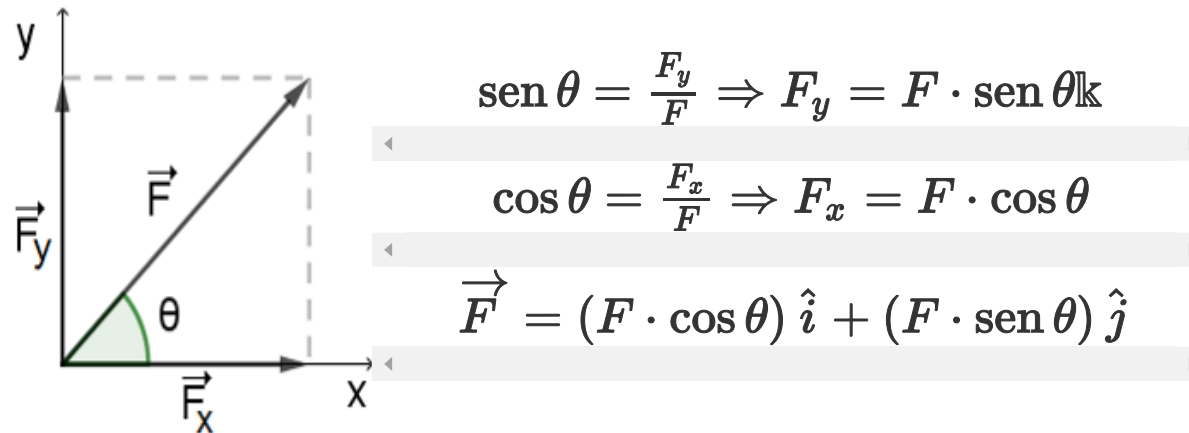 y
F⃗
F⃗y
θ
F⃗x
x
sen θ = Fy/F ⇒ Fy = F · sen θ𝕜
cos θ = Fx/F ⇒ Fx = F · cos θ
F⃗ = (F · cos θ) î + (F · sen θ) ĵ